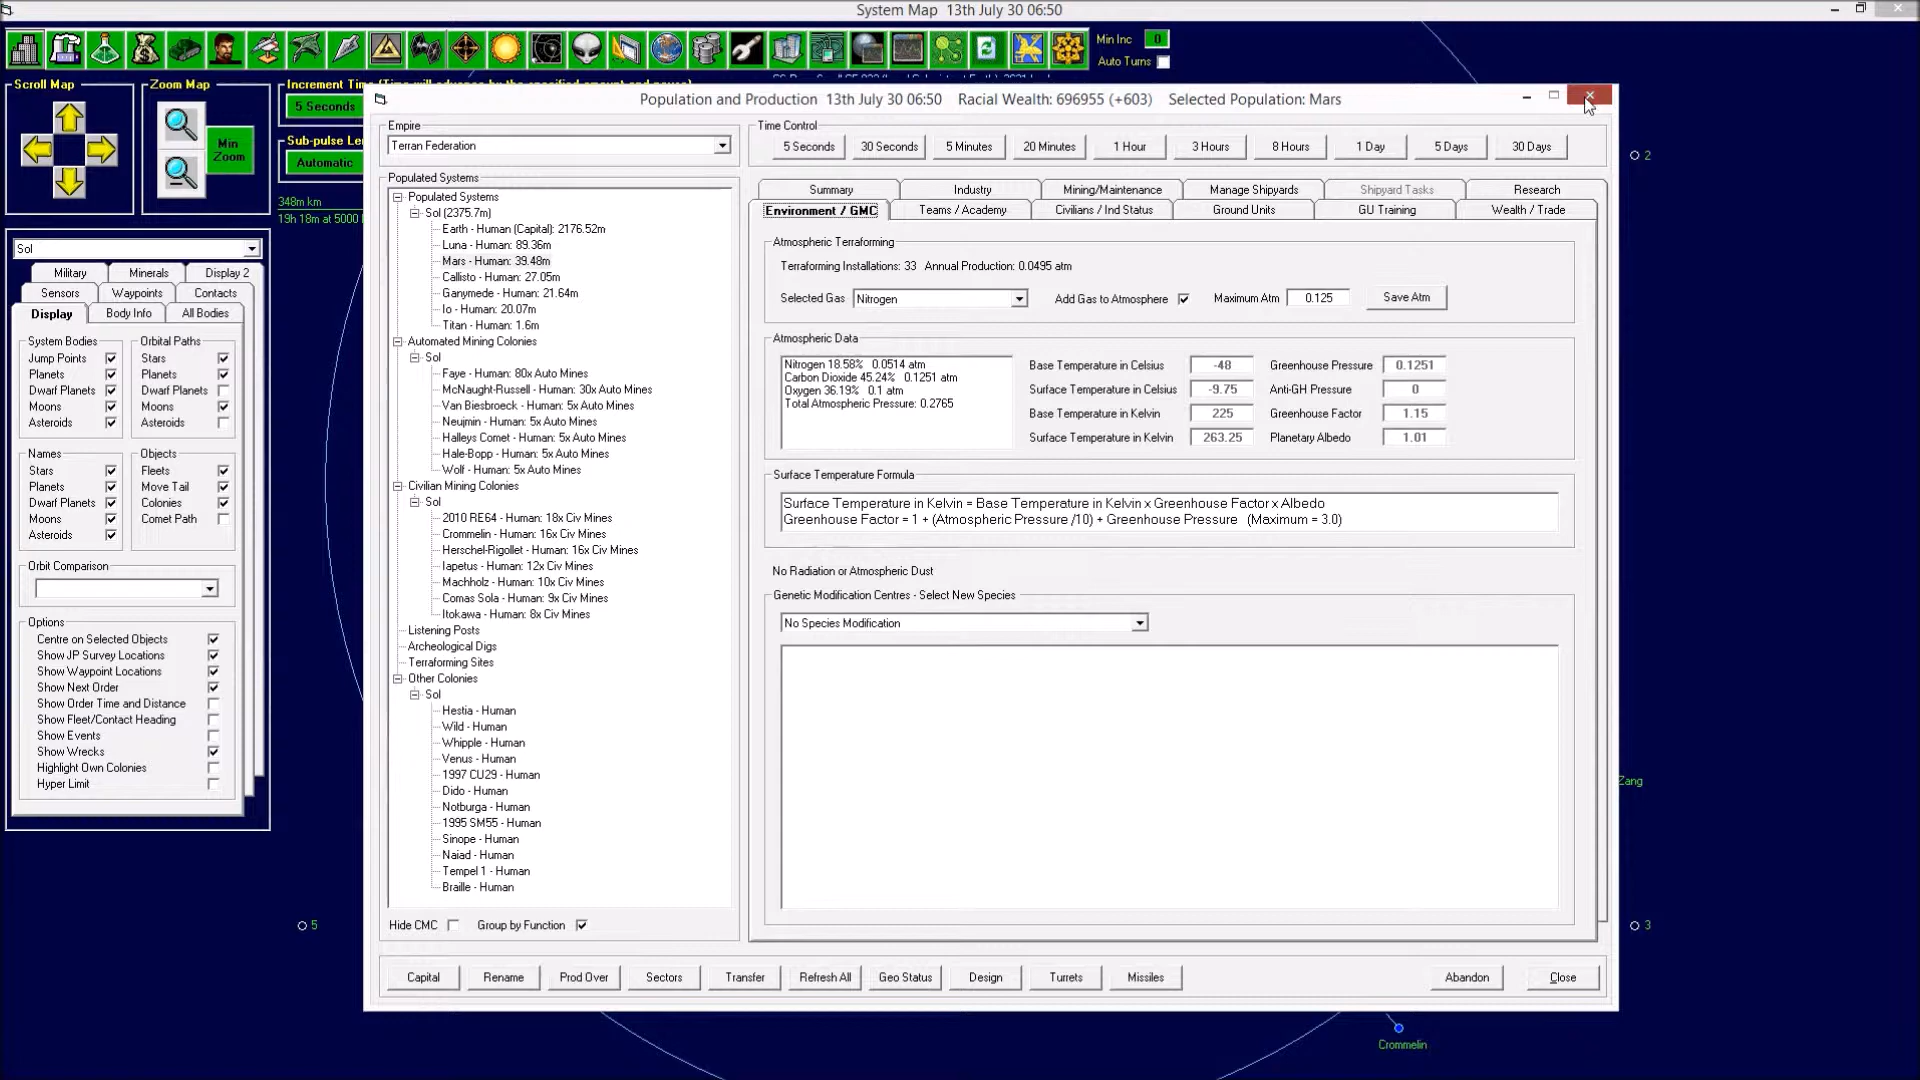 System Map 13th July 30 06:50
Min Inc 0
Auto Turns
Scroll Map
Zoom Map
Min Zoom
5 Seconds
Automatic
348m km
Sol
Military Minerals Display 2
Sensors Waypoints Contacts
Display Body Info All Bodies
System Bodies
Jump Points
Planets
Dwarf Planets
Moons
Asteroids
Orbital Paths
Stars
Planets
Dwarf Planets
Moons
Asteroids
Names
Stars
Planets
Dwarf Planets
Moons
Asteroids
Objects
Fleets
Move Tail
Colonies
Comet Path
Orbit Comparison
Options
Centre on Selected Objects
Show JP Survey Locations
Show Waypoint Locations
Show Next Order
Show Order Time and Distance
Show Fleet/Contact Heading
Show Events
Show Wrecks
Highlight Own Colonies
Hyper Limit
Population and Production 13th July 30 06:50 Racial Wealth: 696955 (+603) Selected Population: Mars
Empire
Terran Federation
Populated Systems
Populated Systems
Sol (2375.7m)
Earth - Human (Capital): 2176.52m
Luna - Human: 89.36m
Mars - Human: 39.48m
Callisto - Human: 27.05m
Ganymede - Human: 21.64m
Io - Human: 20.07m
Titan - Human: 1.6m
Automated Mining Colonies
Sol
Faye - Human: 80x Auto Mines
McNaught-Russell - Human: 30x Auto Mines
Van Biesbroeck - Human: 5x Auto Mines
Neujmin - Human: 5x Auto Mines
Halleys Comet - Human: 5x Auto Mines
Hale-Bopp - Human: 5x Auto Mines
Wolf - Human: 5x Auto Mines
Civilian Mining Colonies
Sol
2010 RE64 - Human: 18x Civ Mines
Crommelin - Human: 16x Civ Mines
Herschel-Rigollet - Human: 16x Civ Mines
Iapetus - Human: 12x Civ Mines
Machholz - Human: 10x Civ Mines
Comas Sola - Human: 9x Civ Mines
Itokawa - Human: 8x Civ Mines
Listening Posts
Archeological Digs
Terraforming Sites
Other Colonies
Sol
Hestia - Human
Wild - Human
Whipple - Human
Venus - Human
1997 CU29 - Human
Dido - Human
Notburga - Human
1995 SM55 - Human
Sinope - Human
Naiad - Human
Tempel 1 - Human
Braille - Human
Hide CMC
Group by Function
Time Control
5 Seconds 30 Seconds 5 Minutes 20 Minutes 1 Hour 3 Hours 8 Hours 1 Day 5 Days 30 Days
Summary Industry Mining/Maintenance Manage Shipyards Shipyard Tasks Research
Environment / GMC Teams / Academy Civilians / Ind Status Ground Units GU Training Wealth / Trade
Atmospheric Terraforming
Terraforming Installations: 33 Annual Production: 0.0495 atm
Selected Gas Nitrogen Add Gas to Atmosphere Maximum Atm 0.125 Save Atm
Atmospheric Data
Nitrogen 18.58% 0.0514 atm
Carbon Dioxide 45.24% 0.1251 atm
Oxygen 36.19% 0.1 atm
Total Atmospheric Pressure: 0.2765
Base Temperature in Celsius -48 Greenhouse Pressure 0.1251
Surface Temperature in Celsius -9.75 Anti-GH Pressure 0
Base Temperature in Kelvin 225 Greenhouse Factor 1.15
Surface Temperature in Kelvin 263.25 Planetary Albedo 1.01
Surface Temperature Formula
Surface Temperature in Kelvin = Base Temperature in Kelvin x Greenhouse Factor x Albedo
Greenhouse Factor = 1 + (Atmospheric Pressure /10) + Greenhouse Pressure (Maximum = 3.0)
No Radiation or Atmospheric Dust
Genetic Modification Centres - Select New Species
No Species Modification
Capital Rename Prod Over Sectors Transfer Refresh All Geo Status Design Turrets Missiles Abandon Close
2
Zang
5
3
Crommelin